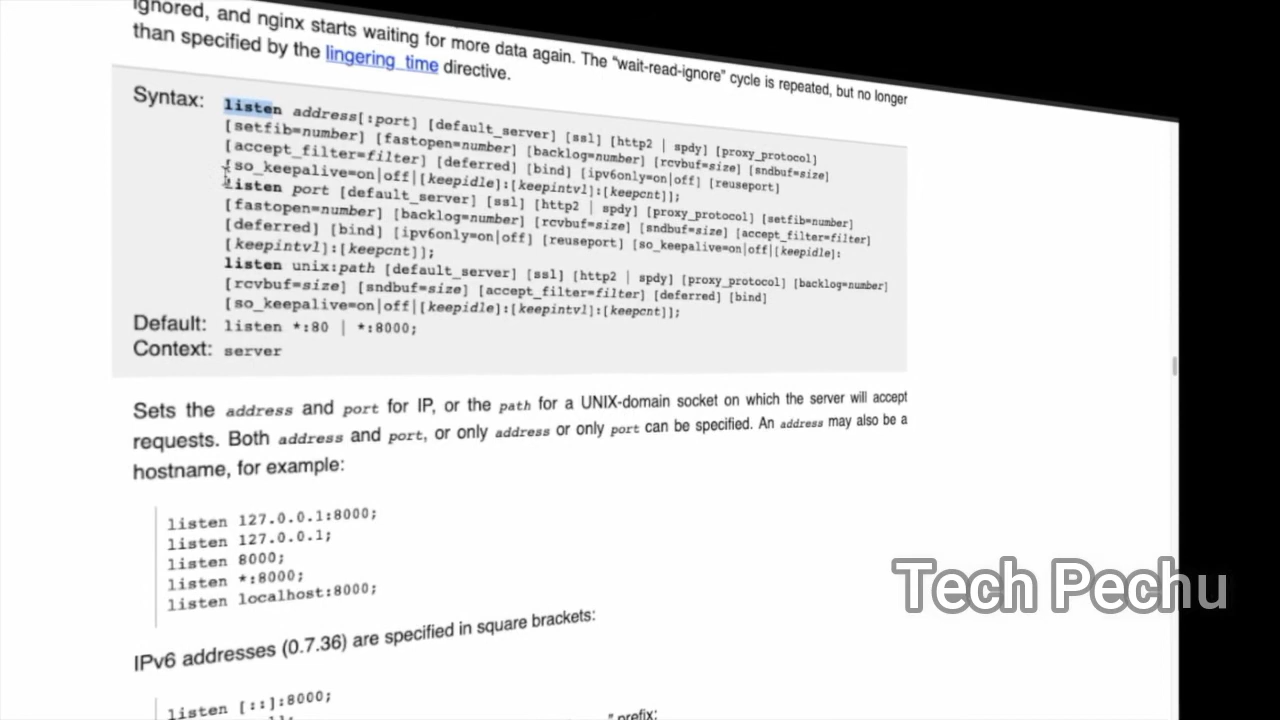 ignored, and nginx starts waiting for more data again. The "wait-read-ignore" cycle is repeated, but no longer
than specified by the lingering_time directive.
Syntax: listen address[:port] [default_server] [ssl] [http2 | spdy] [proxy_protocol]
[setfib=number] [fastopen=number] [backlog=number] [rcvbuf=size] [sndbuf=size]
[accept_filter=filter] [deferred] [bind] [ipv6only=on|off] [reuseport]
[so_keepalive=on|off|[keepidle]:[keepintvl]:[keepcnt]];
listen port [default_server] [ssl] [http2 | spdy] [proxy_protocol] [setfib=number]
[fastopen=number] [backlog=number] [rcvbuf=size] [sndbuf=size] [accept_filter=filter]
[deferred] [bind] [ipv6only=on|off] [reuseport] [so_keepalive=on|off|[keepidle]:
[keepintvl]:[keepcnt]];
listen unix:path [default_server] [ssl] [http2 | spdy] [proxy_protocol] [backlog=number]
[rcvbuf=size] [sndbuf=size] [accept_filter=filter] [deferred] [bind]
[so_keepalive=on|off|[keepidle]:[keepintvl]:[keepcnt]];
Default: listen *:80 | *:8000;
Context: server
Sets the address and port for IP, or the path for a UNIX-domain socket on which the server will accept
requests. Both address and port, or only address or only port can be specified. An address may also be a
hostname, for example:
listen 127.0.0.1:8000;
listen 127.0.0.1;
listen 8000;
listen *:8000;
listen localhost:8000;
Tech Pechu
IPv6 addresses (0.7.36) are specified in square brackets:
listen [::]:8000;
" prefix: